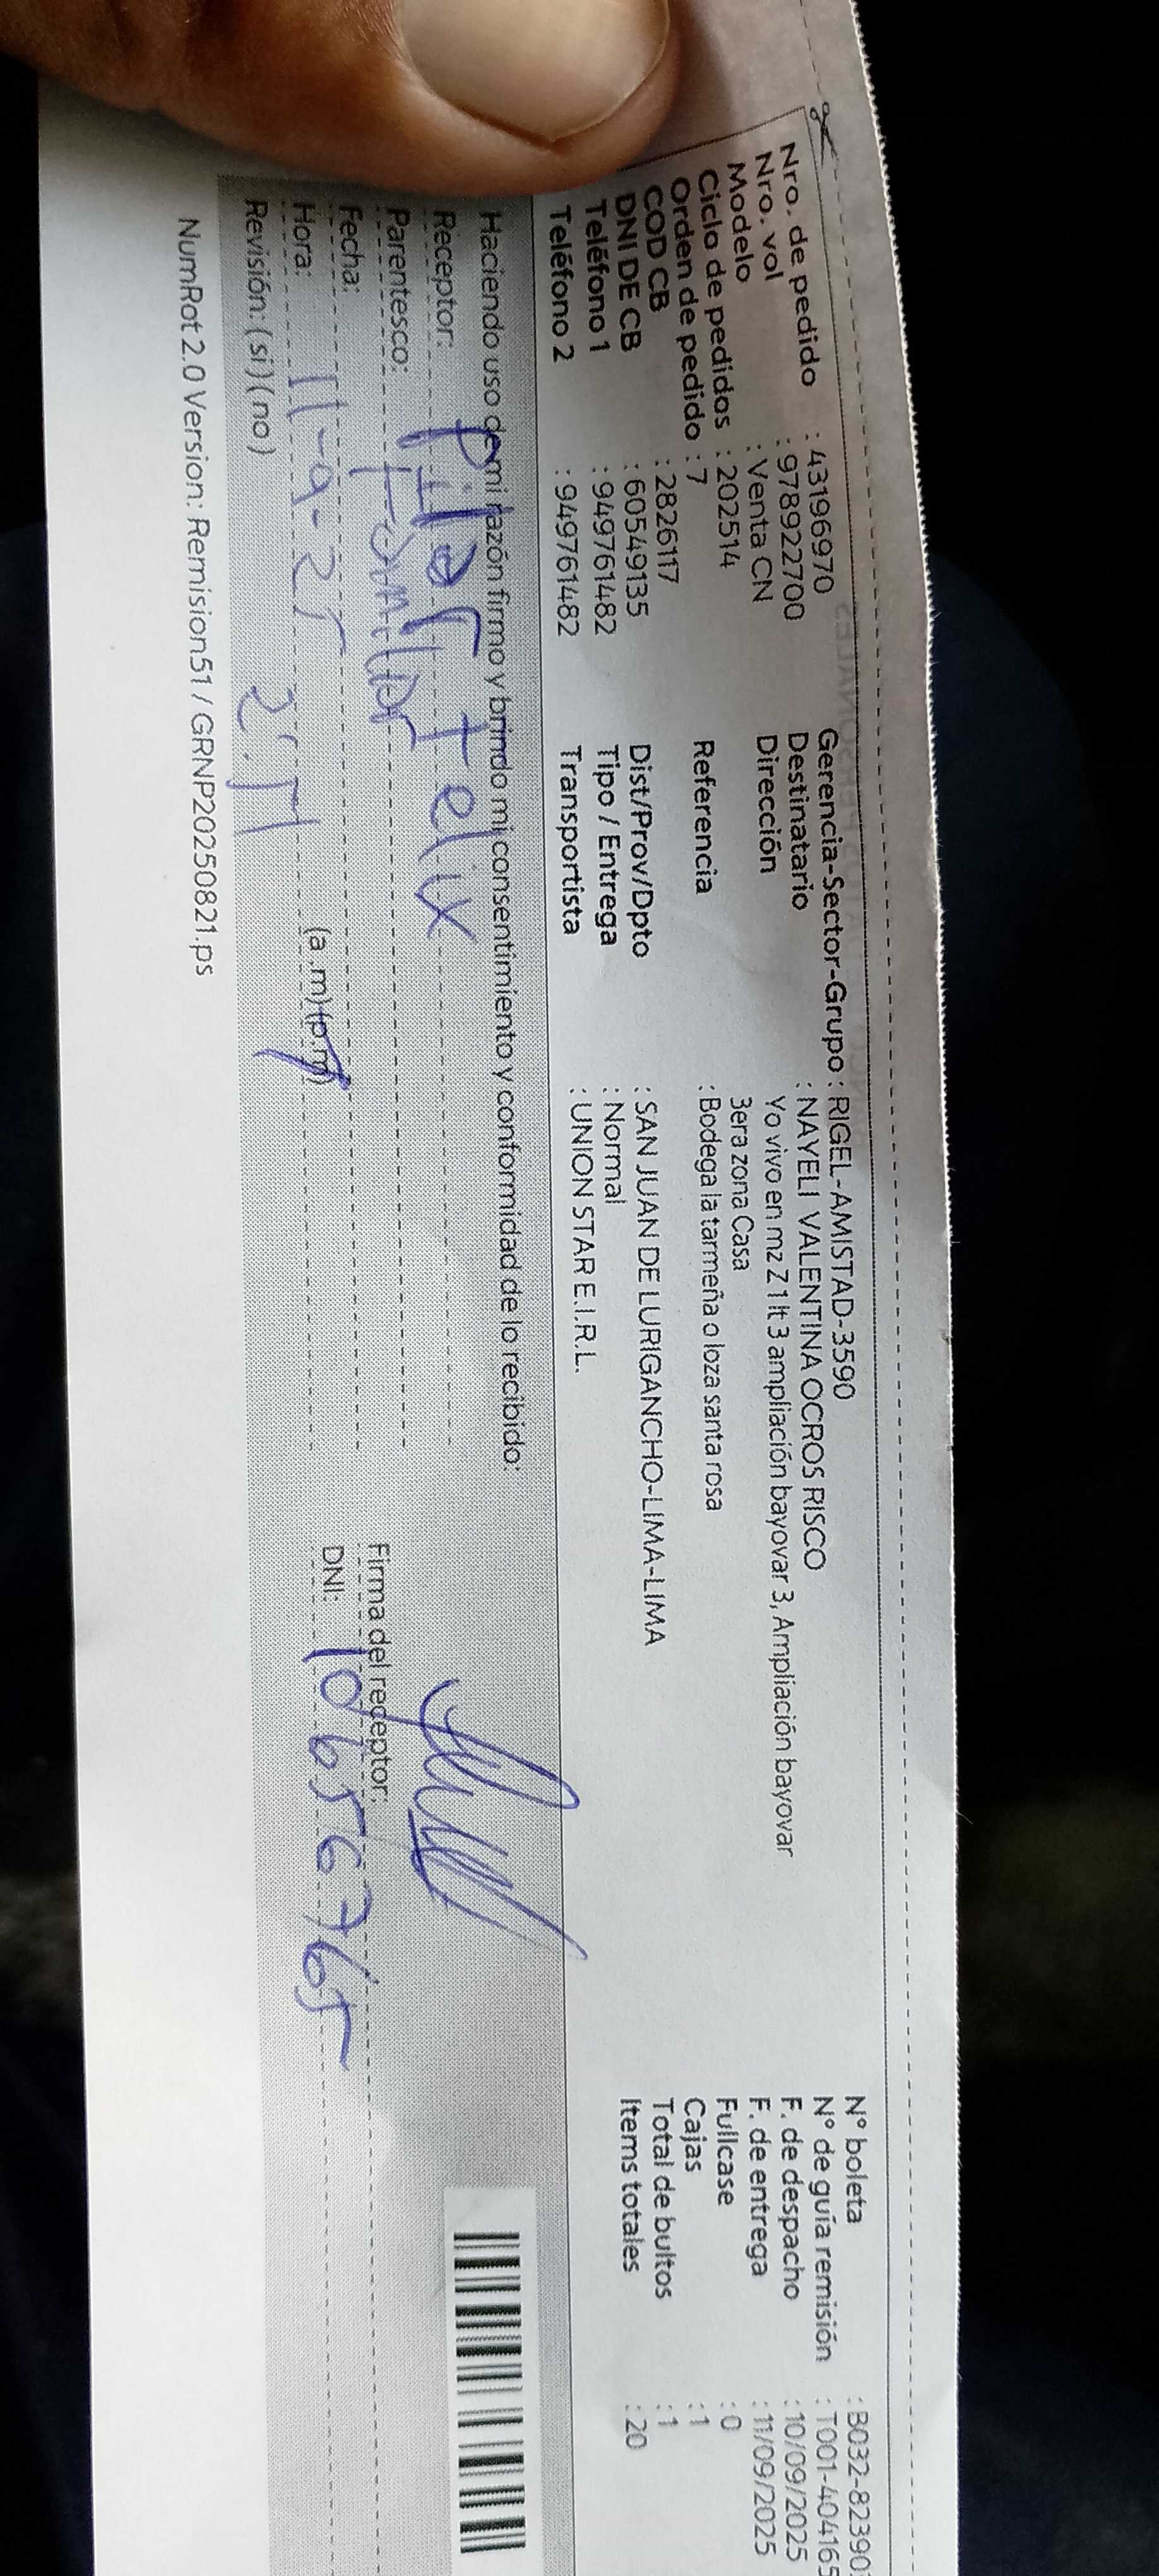 Nro. de pedido : 43196970
Nro. vol : 978922700
Modelo : Venta CN
Ciclo de pedidos : 202514
Orden de pedido : 7
COD CB : 2826117
DNI DE CB : 60549135
Teléfono 1 : 949761482
Teléfono 2 : 949761482
Gerencia-Sector-Grupo : RIGEL-AMISTAD-3590
Destinatario : NAYELI VALENTINA OCROS RISCO
Dirección : Yo vivo en mz Z 1 lt 3 ampliación bayovar 3, Ampliación bayovar
3era zona Casa
Referencia : Bodega la tarmeña o loza santa rosa
Dist/Prov/Dpto : SAN JUAN DE LURIGANCHO-LIMA-LIMA
Tipo / Entrega : Normal
Transportista : UNION STAR E.I.R.L.
N° boleta : B032-82390
N° de guía remisión : T001-404165
F. de despacho : 10/09/2025
F. de entrega : 11/09/2025
Fullcase : 0
Cajas : 1
Total de bultos : 1
Items totales : 20
Haciendo uso de mi razón firmo y brindo mi consentimiento y conformidad de lo recibido:
Receptor: Pilar Felix
Parentesco: Familiar
Fecha: 11-9-25
Hora: (a.m)(p.m)
Revisión: (si)(no)
Firma del receptor:
DNI: 10656765
NumRot 2.0 Version: Remision51 / GRNP20250821.ps